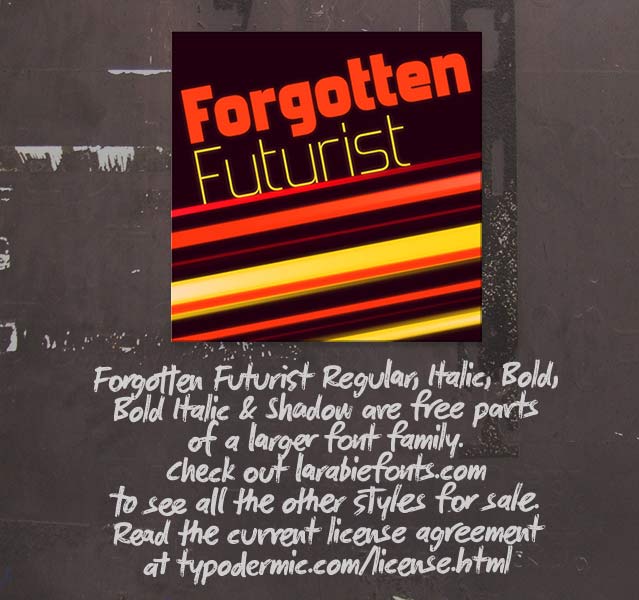 Forgotten
Futurist
Forgotten Futurist Regular, Italic, Bold,
Bold Italic & Shadow are free parts
of a larger font family.
check out larabiefonts.com
to see all the other styles for sale.
Read the current license agreement
at typodermic.com/license.html